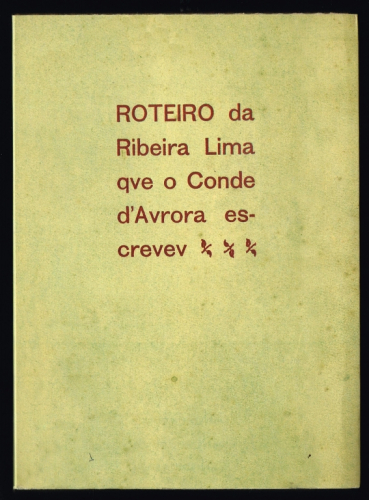 ROTEIRO da
Ribeira Lima
qve o Conde
d'Avrora es-
crevev